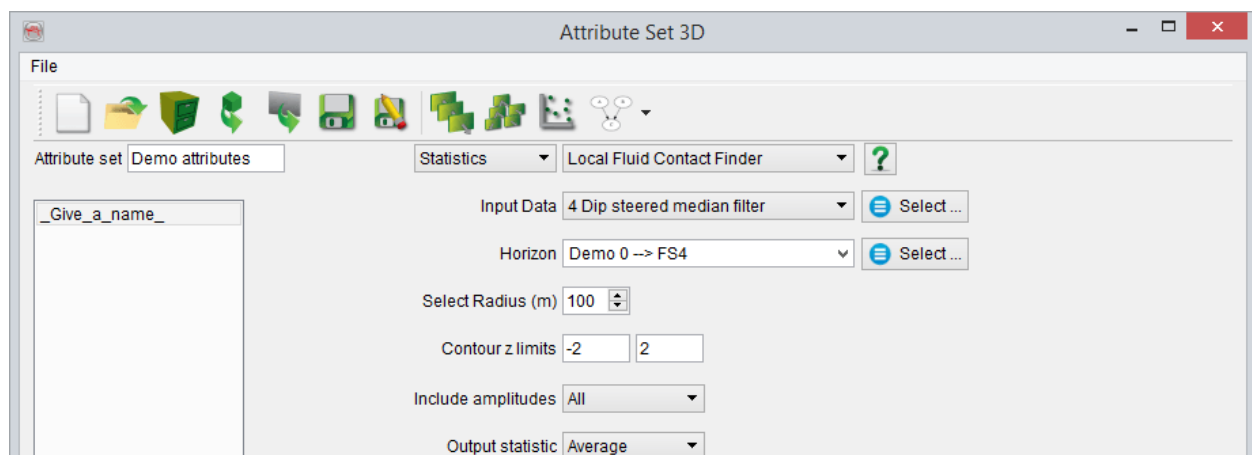 Attribute Set 3D
File
Attribute set Demo attributes Statistics Local Fluid Contact Finder ?
_Give_a_name_
Input Data 4 Dip steered median filter Select ...
Horizon Demo 0 --> FS4 Select ...
Select Radius (m) 100
Contour z limits -2 2
Include amplitudes All
Output statistic Average